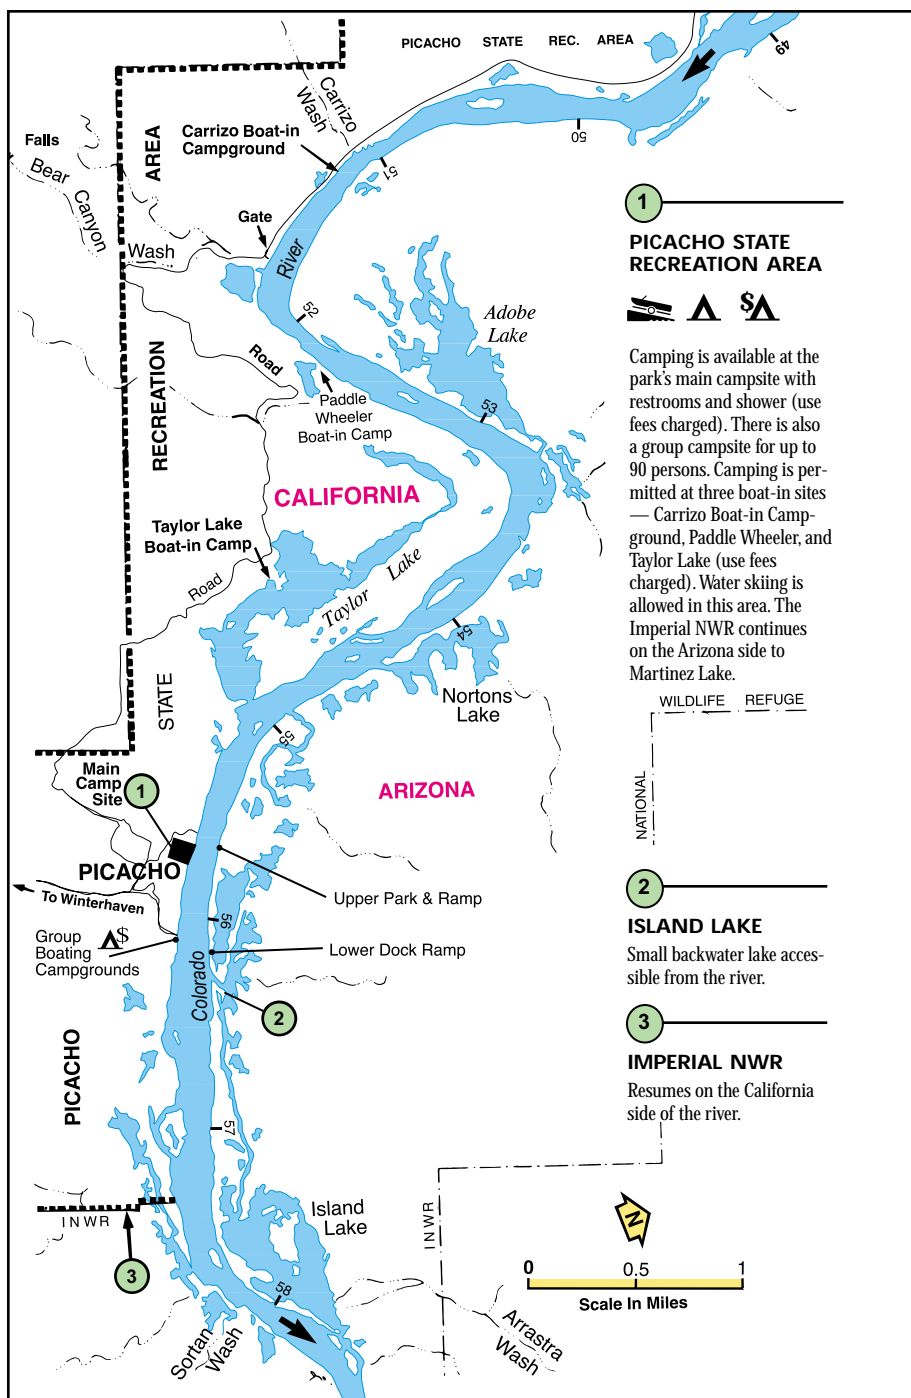 PICACHO STATE REC. AREA
49
50
51
Carrizo
Wash
Carrizo Boat-in
Campground
Falls
Bear Canyon
Wash
AREA
Gate
River
52
Road
Adobe
Lake
RECREATION
Paddle
Wheeler
Boat-in Camp
53
CALIFORNIA
Taylor Lake
Boat-in Camp
Road
Taylor Lake
54
Nortons
Lake
STATE
55
ARIZONA
Main
Camp
Site
1
PICACHO
To Winterhaven
Upper Park & Ramp
56
Group
Boating
Campgrounds
$
Lower Dock Ramp
Colorado
2
PICACHO
57
Island
Lake
INWR
3
58
Sortan
Wash
INWR
Arrastra
Wash
1
PICACHO STATE
RECREATION AREA
$
Camping is available at the
park's main campsite with
restrooms and shower (use
fees charged). There is also
a group campsite for up to
90 persons. Camping is per-
mitted at three boat-in sites
— Carrizo Boat-in Camp-
ground, Paddle Wheeler, and
Taylor Lake (use fees
charged). Water skiing is
allowed in this area. The
Imperial NWR continues
on the Arizona side to
Martinez Lake.
WILDLIFE REFUGE
NATIONAL
2
ISLAND LAKE
Small backwater lake acces-
sible from the river.
3
IMPERIAL NWR
Resumes on the California
side of the river.
N
0 0.5 1
Scale In Miles